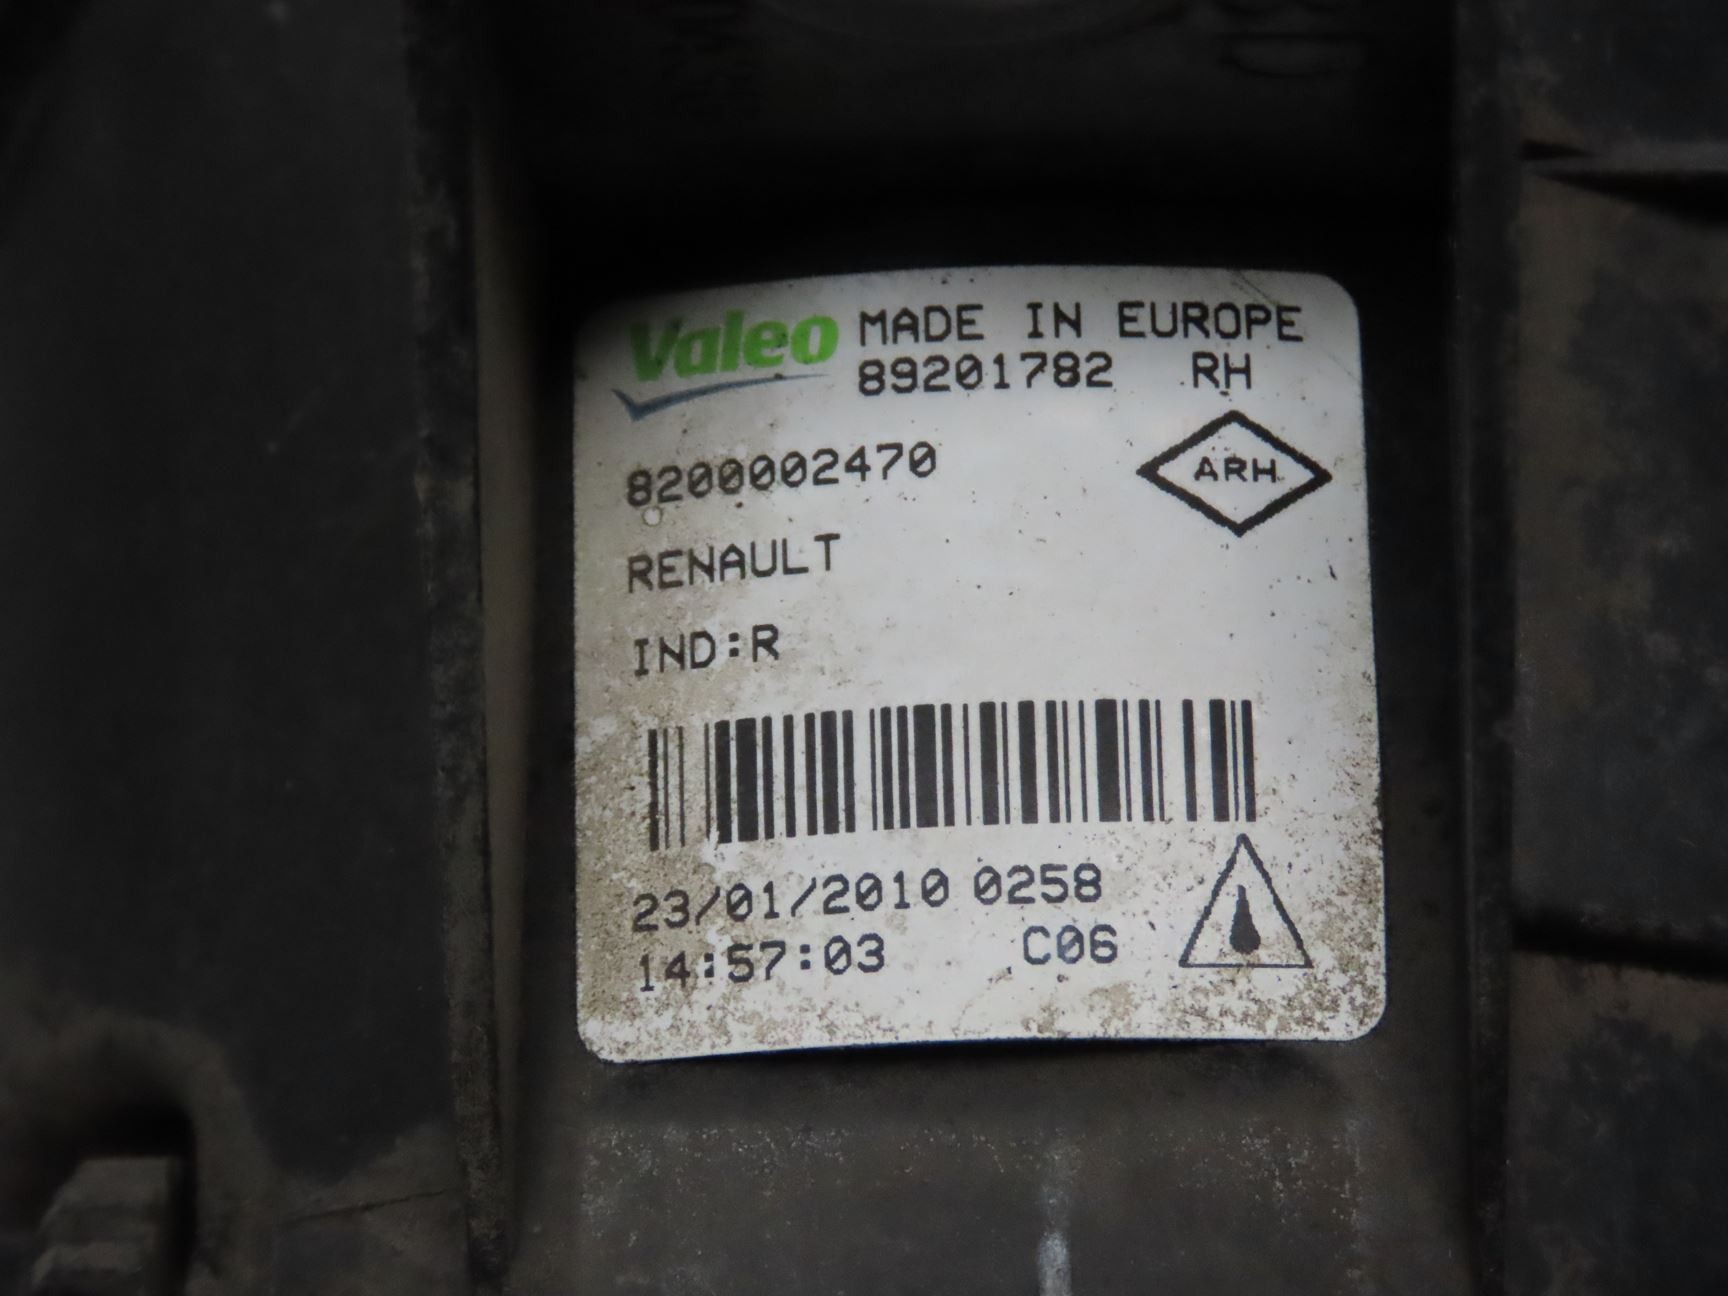 Valeo MADE IN EUROPE
89201782 RH
8200002470
ARH
RENAULT
IND:R
23/01/2010 0258
14:57:03 C06